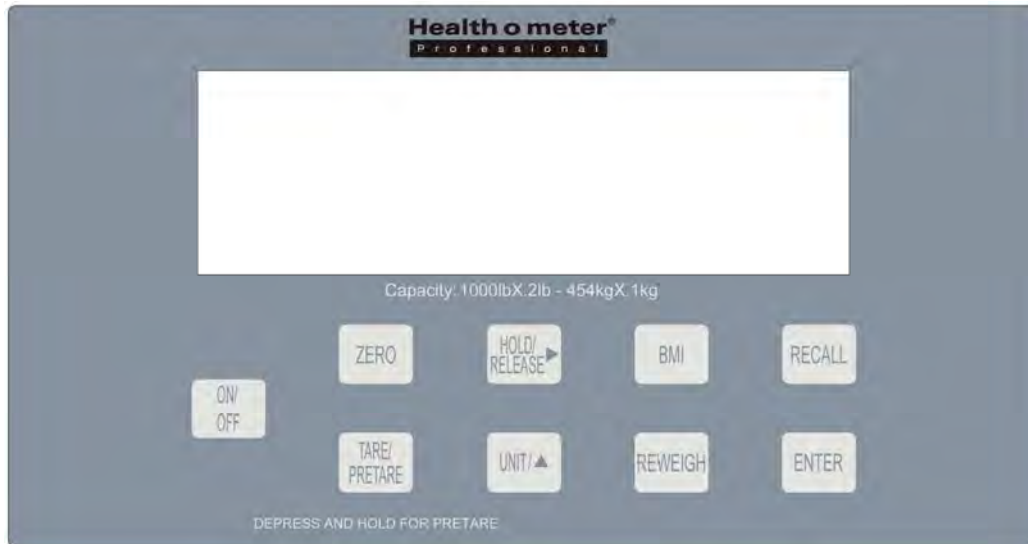 Health o meter®
Professional
Capacity: 1000lbX.2lb - 454kgX.1kg
ZERO
HOLD/
RELEASE▶
BMI
RECALL
ON/
OFF
TARE/
PRETARE
UNIT/▲
REWEIGH
ENTER
DEPRESS AND HOLD FOR PRETARE